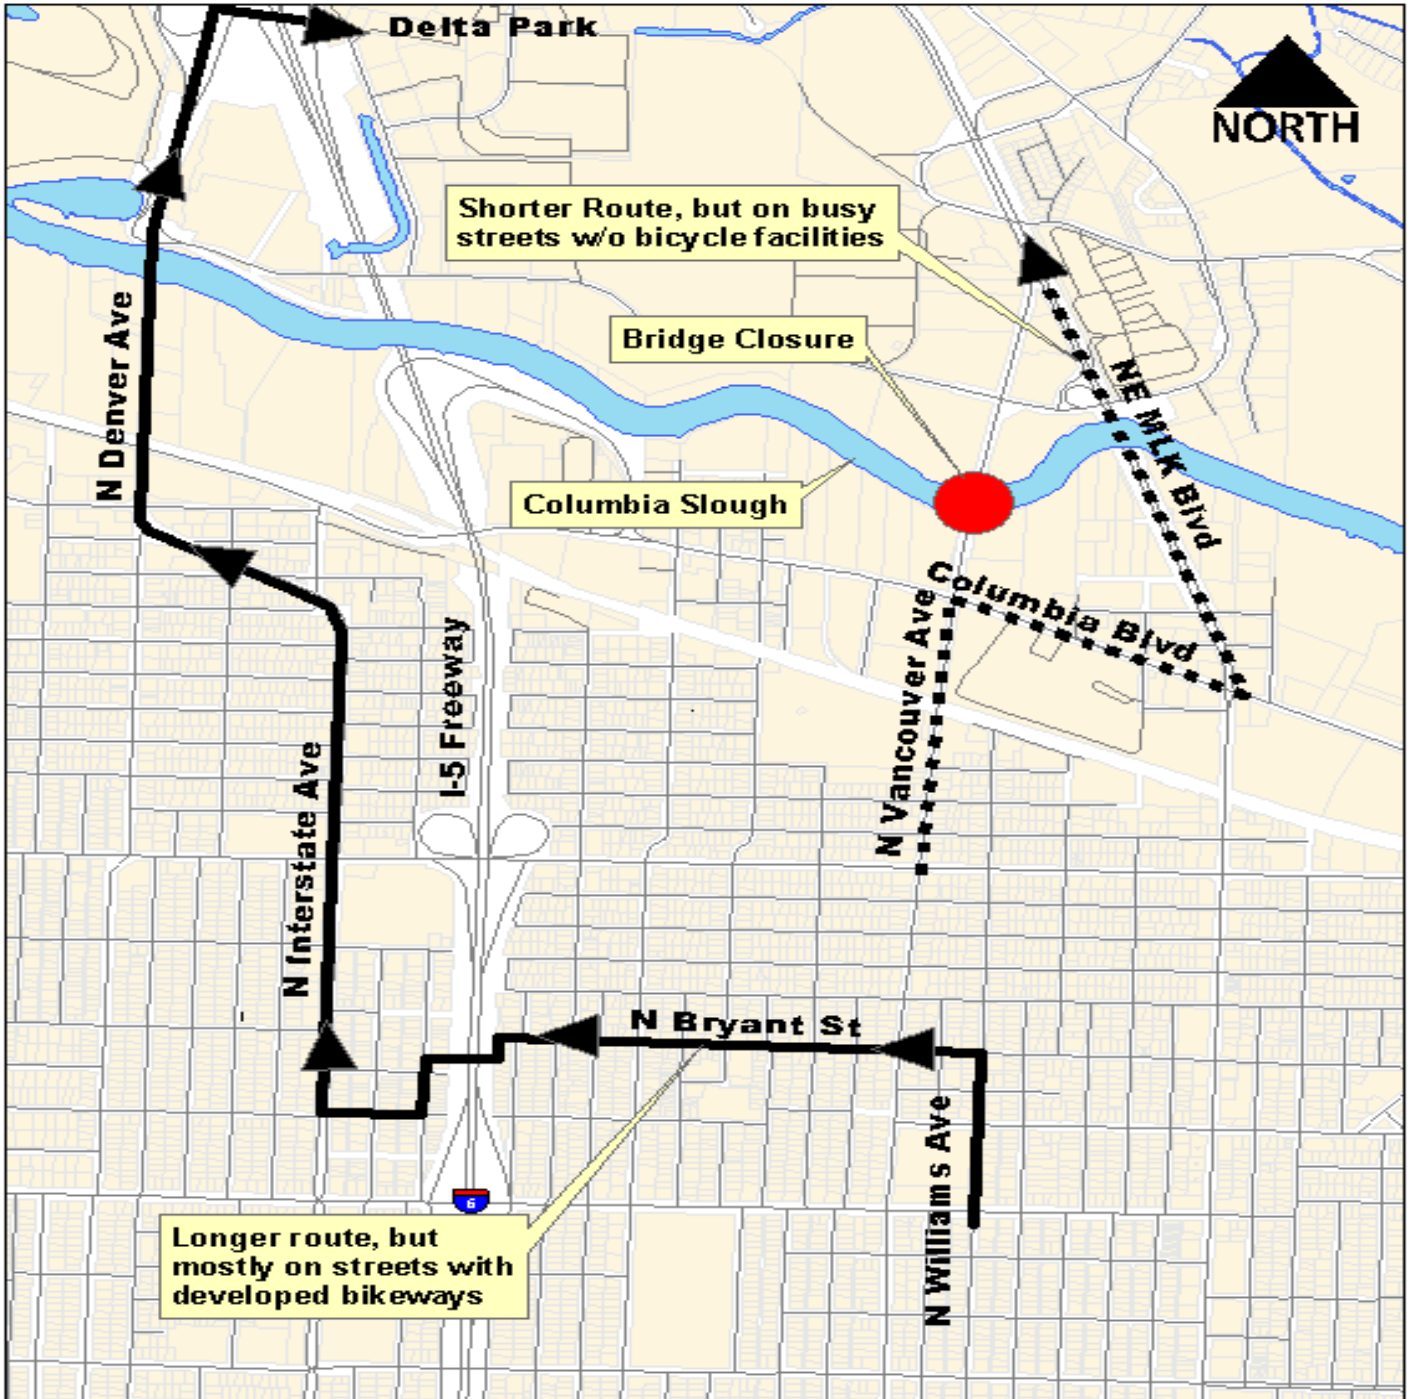 Delta Park
NORTH
Shorter Route, but on busy
streets w/o bicycle facilities
Bridge Closure
N Denver Ave
NE MLK Blvd
Columbia Slough
Columbia Blvd
N Vancouver Ave
I-5 Freeway
N Interstate Ave
N Bryant St
N Williams Ave
6
Longer route, but
mostly on streets with
developed bikeways